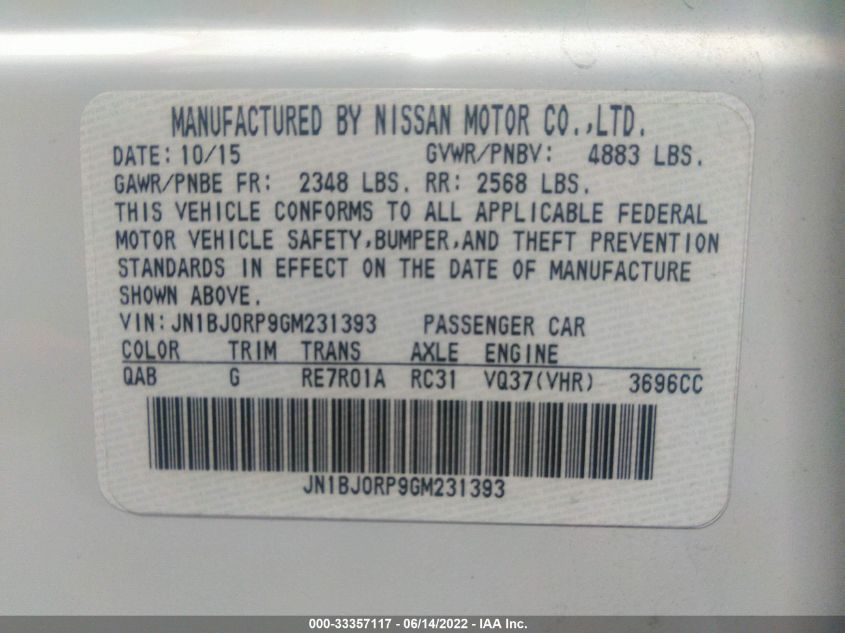 MANUFACTURED BY NISSAN MOTOR CO.,LTD.
DATE: 10/15 GVWR/PNBV: 4883 LBS.
GAWR/PNBE FR: 2348 LBS. RR: 2568 LBS.
THIS VEHICLE CONFORMS TO ALL APPLICABLE FEDERAL
MOTOR VEHICLE SAFETY,BUMPER,AND THEFT PREVENTION
STANDARDS IN EFFECT ON THE DATE OF MANUFACTURE
SHOWN ABOVE.
VIN: JN1BJ0RP9GM231393 PASSENGER CAR
COLOR TRIM TRANS AXLE ENGINE
QAB G RE7R01A RC31 VQ37(VHR) 3696CC
JN1BJ0RP9GM231393
000-33357117 - 06/14/2022 - IAA Inc.